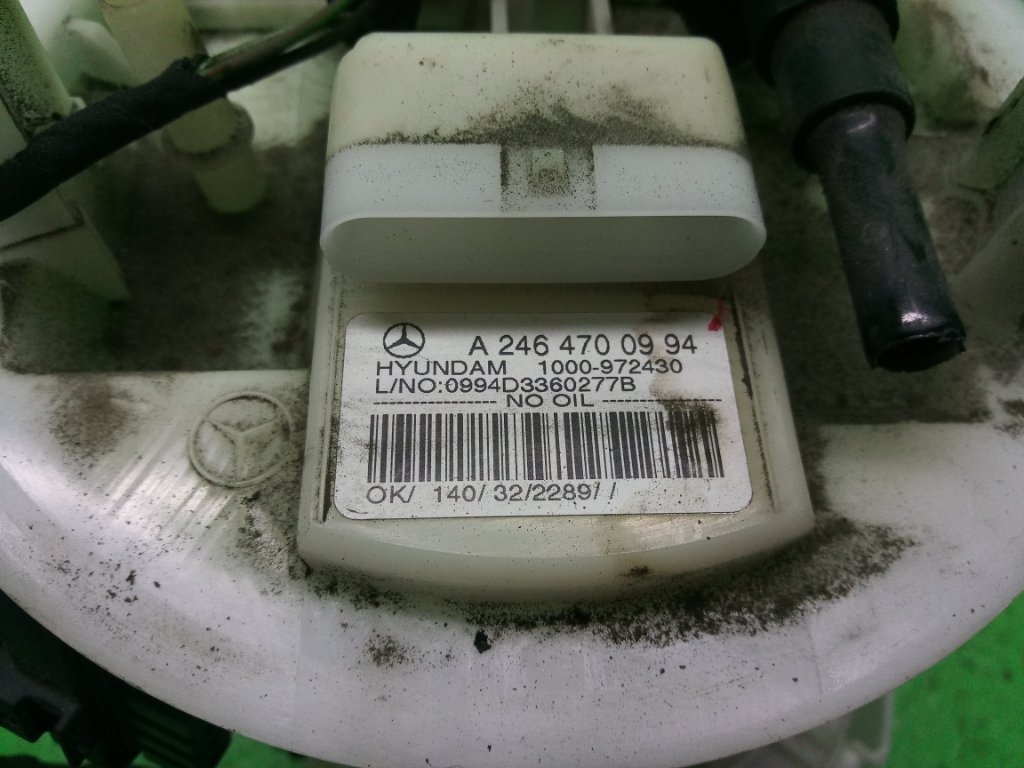 A 246 470 09 94
HYUNDAM 1000-972430
L/NO:0994D3360277B
NO OIL
OK/ 140/ 32/2289/ /